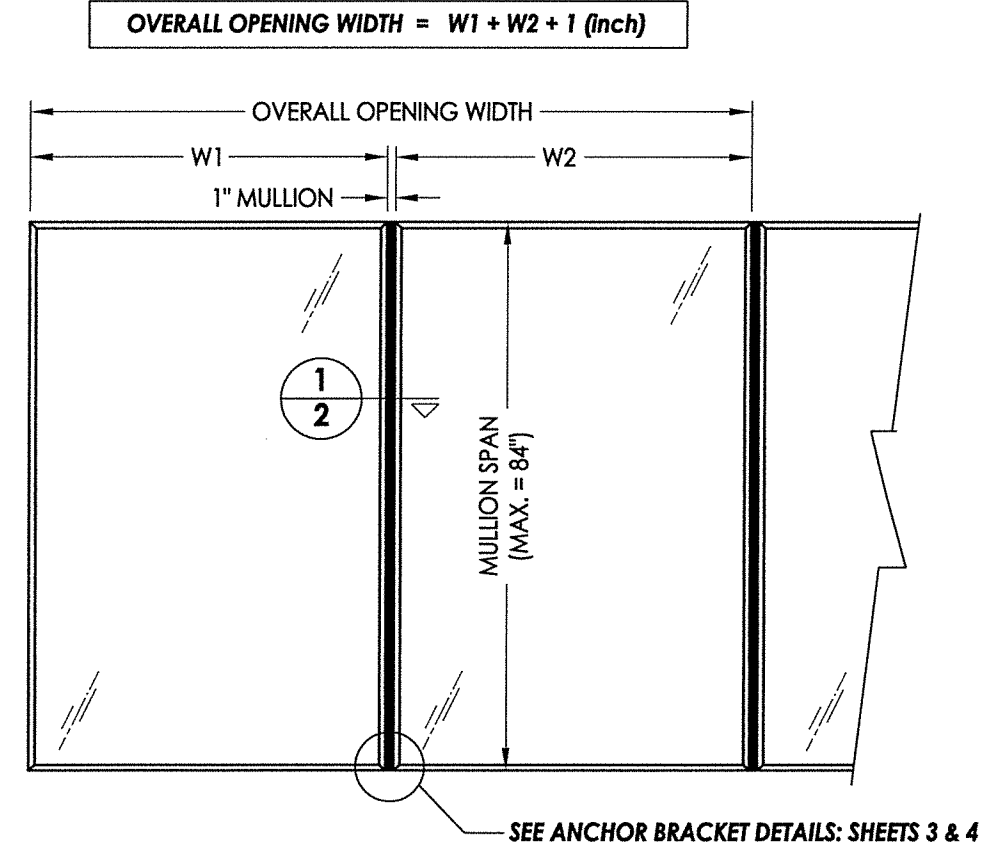 OVERALL OPENING WIDTH = W1 + W2 + 1 (inch)
OVERALL OPENING WIDTH
W1
W2
1" MULLION
1
2
MULLION SPAN
(MAX. = 84")
SEE ANCHOR BRACKET DETAILS: SHEETS 3 & 4